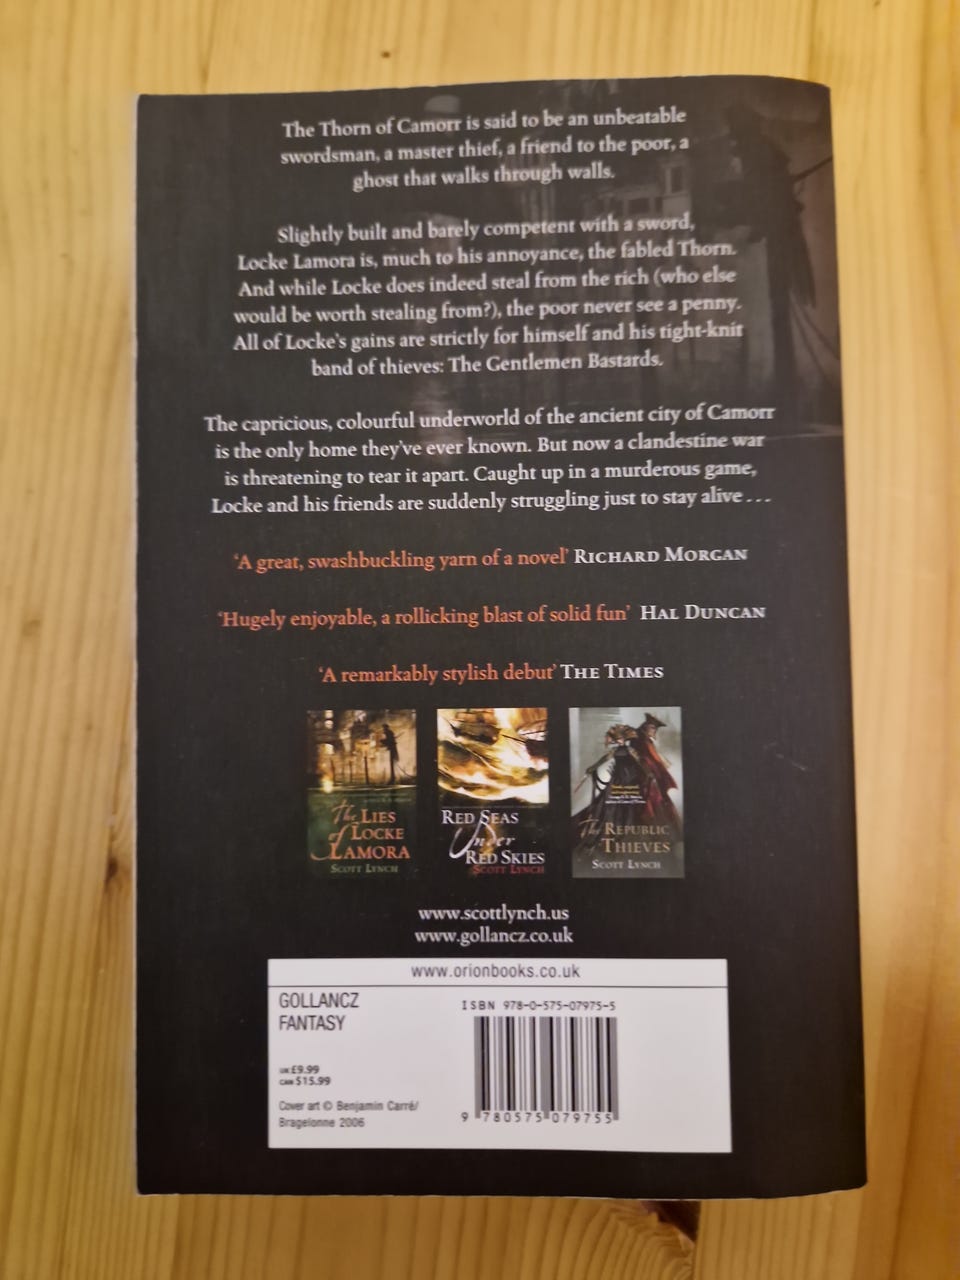 The Thorn of Camorr is said to be an unbeatable
swordsman, a master thief, a friend to the poor, a
ghost that walks through walls.
Slightly built and barely competent with a sword,
Locke Lamora is, much to his annoyance, the fabled Thorn.
And while Locke does indeed steal from the rich (who else
would be worth stealing from?), the poor never see a penny.
All of Locke's gains are strictly for himself and his tight-knit
band of thieves: The Gentlemen Bastards.
The capricious, colourful underworld of the ancient city of Camorr
is the only home they've ever known. But now a clandestine war
is threatening to tear it apart. Caught up in a murderous game,
Locke and his friends are suddenly struggling just to stay alive . . .
'A great, swashbuckling yarn of a novel' RICHARD MORGAN
'Hugely enjoyable, a rollicking blast of solid fun' HAL DUNCAN
'A remarkably stylish debut' THE TIMES
The LIES
of LOCKE
LAMORA
SCOTT LYNCH
RED SEAS
Under
RED SKIES
SCOTT LYNCH
The REPUBLIC
of THIEVES
SCOTT LYNCH
www.scottlynch.us
www.gollancz.co.uk
www.orionbooks.co.uk
GOLLANCZ
FANTASY
ISBN 978-0-575-07975-5
UK £9.99
CAN $15.99
Cover art © Benjamin Carré/
Bragelonne 2006
9 780575 079755